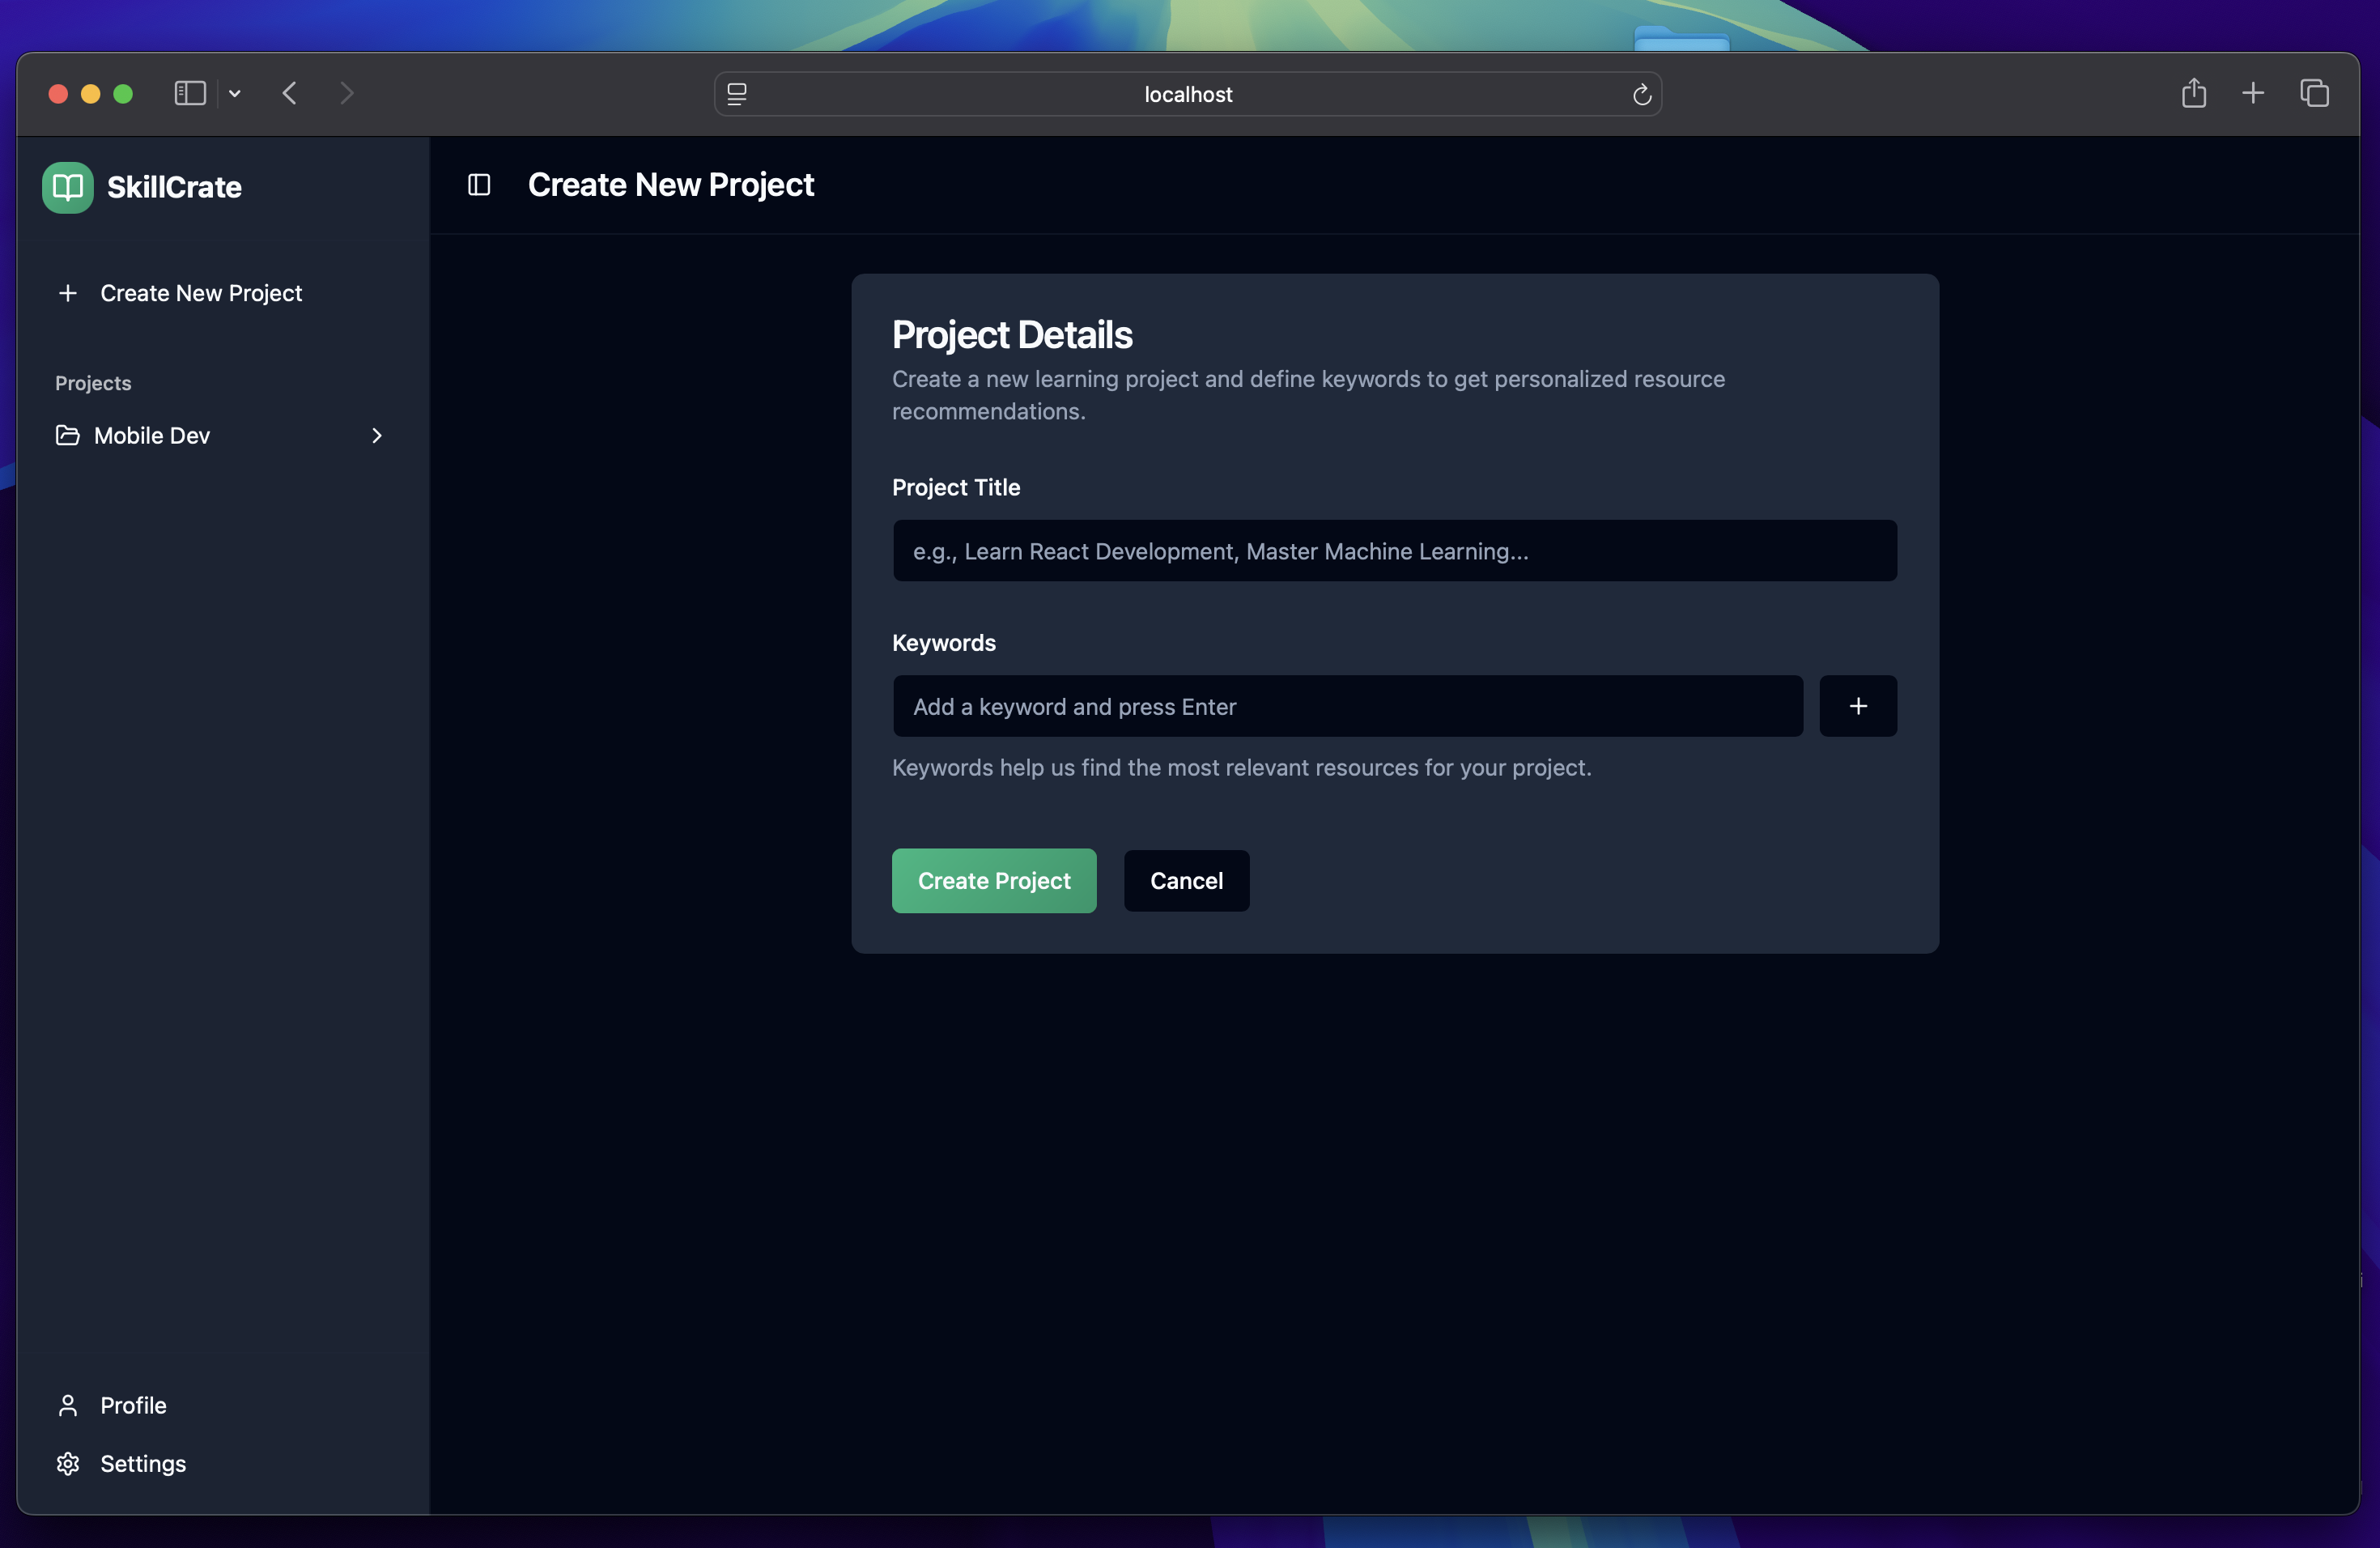 localhost
SkillCrate
Create New Project
Create New Project
Projects
Mobile Dev
Project Details
Create a new learning project and define keywords to get personalized resource
recommendations.
Project Title
e.g., Learn React Development, Master Machine Learning...
Keywords
Add a keyword and press Enter
Keywords help us find the most relevant resources for your project.
Create Project
Cancel
Profile
Settings